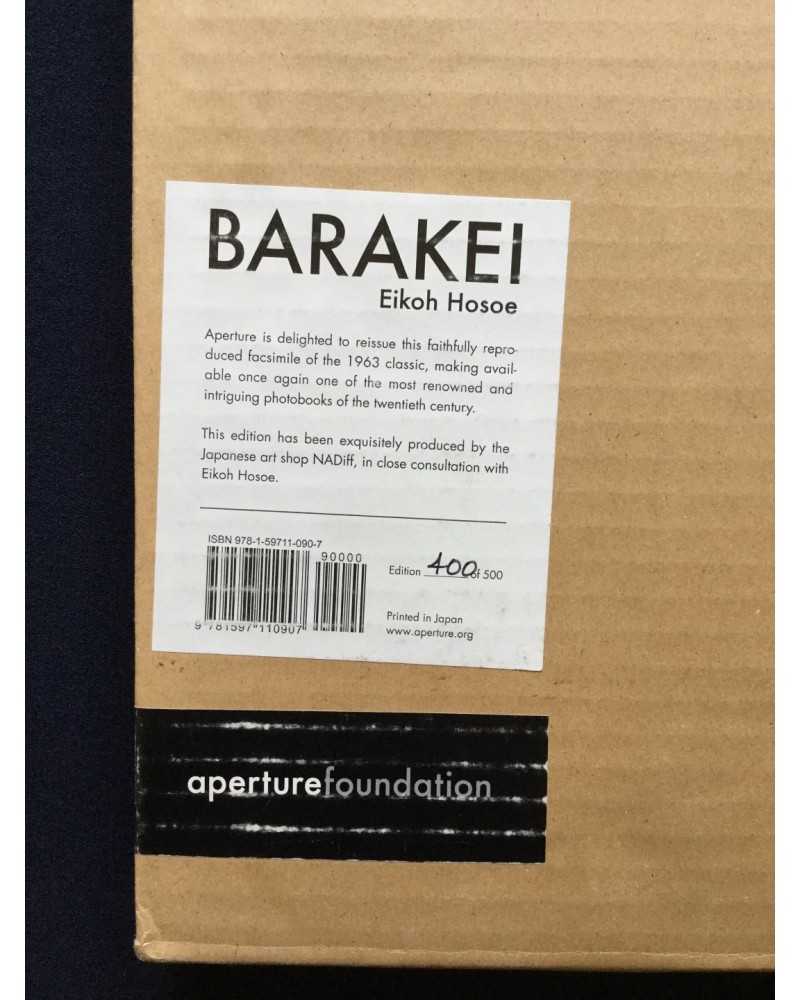 BARAKEI
Eikoh Hosoe
Aperture is delighted to reissue this faithfully repro-
duced facsimile of the 1963 classic, making avail-
able once again one of the most renowned and
intriguing photobooks of the twentieth century.
This edition has been exquisitely produced by the
Japanese art shop NADiff, in close consultation with
Eikoh Hosoe.
ISBN 978-1-59711-090-7
90000
Edition 400 of 500
9 781597 110907
Printed in Japan
www.aperture.org
aperturefoundation